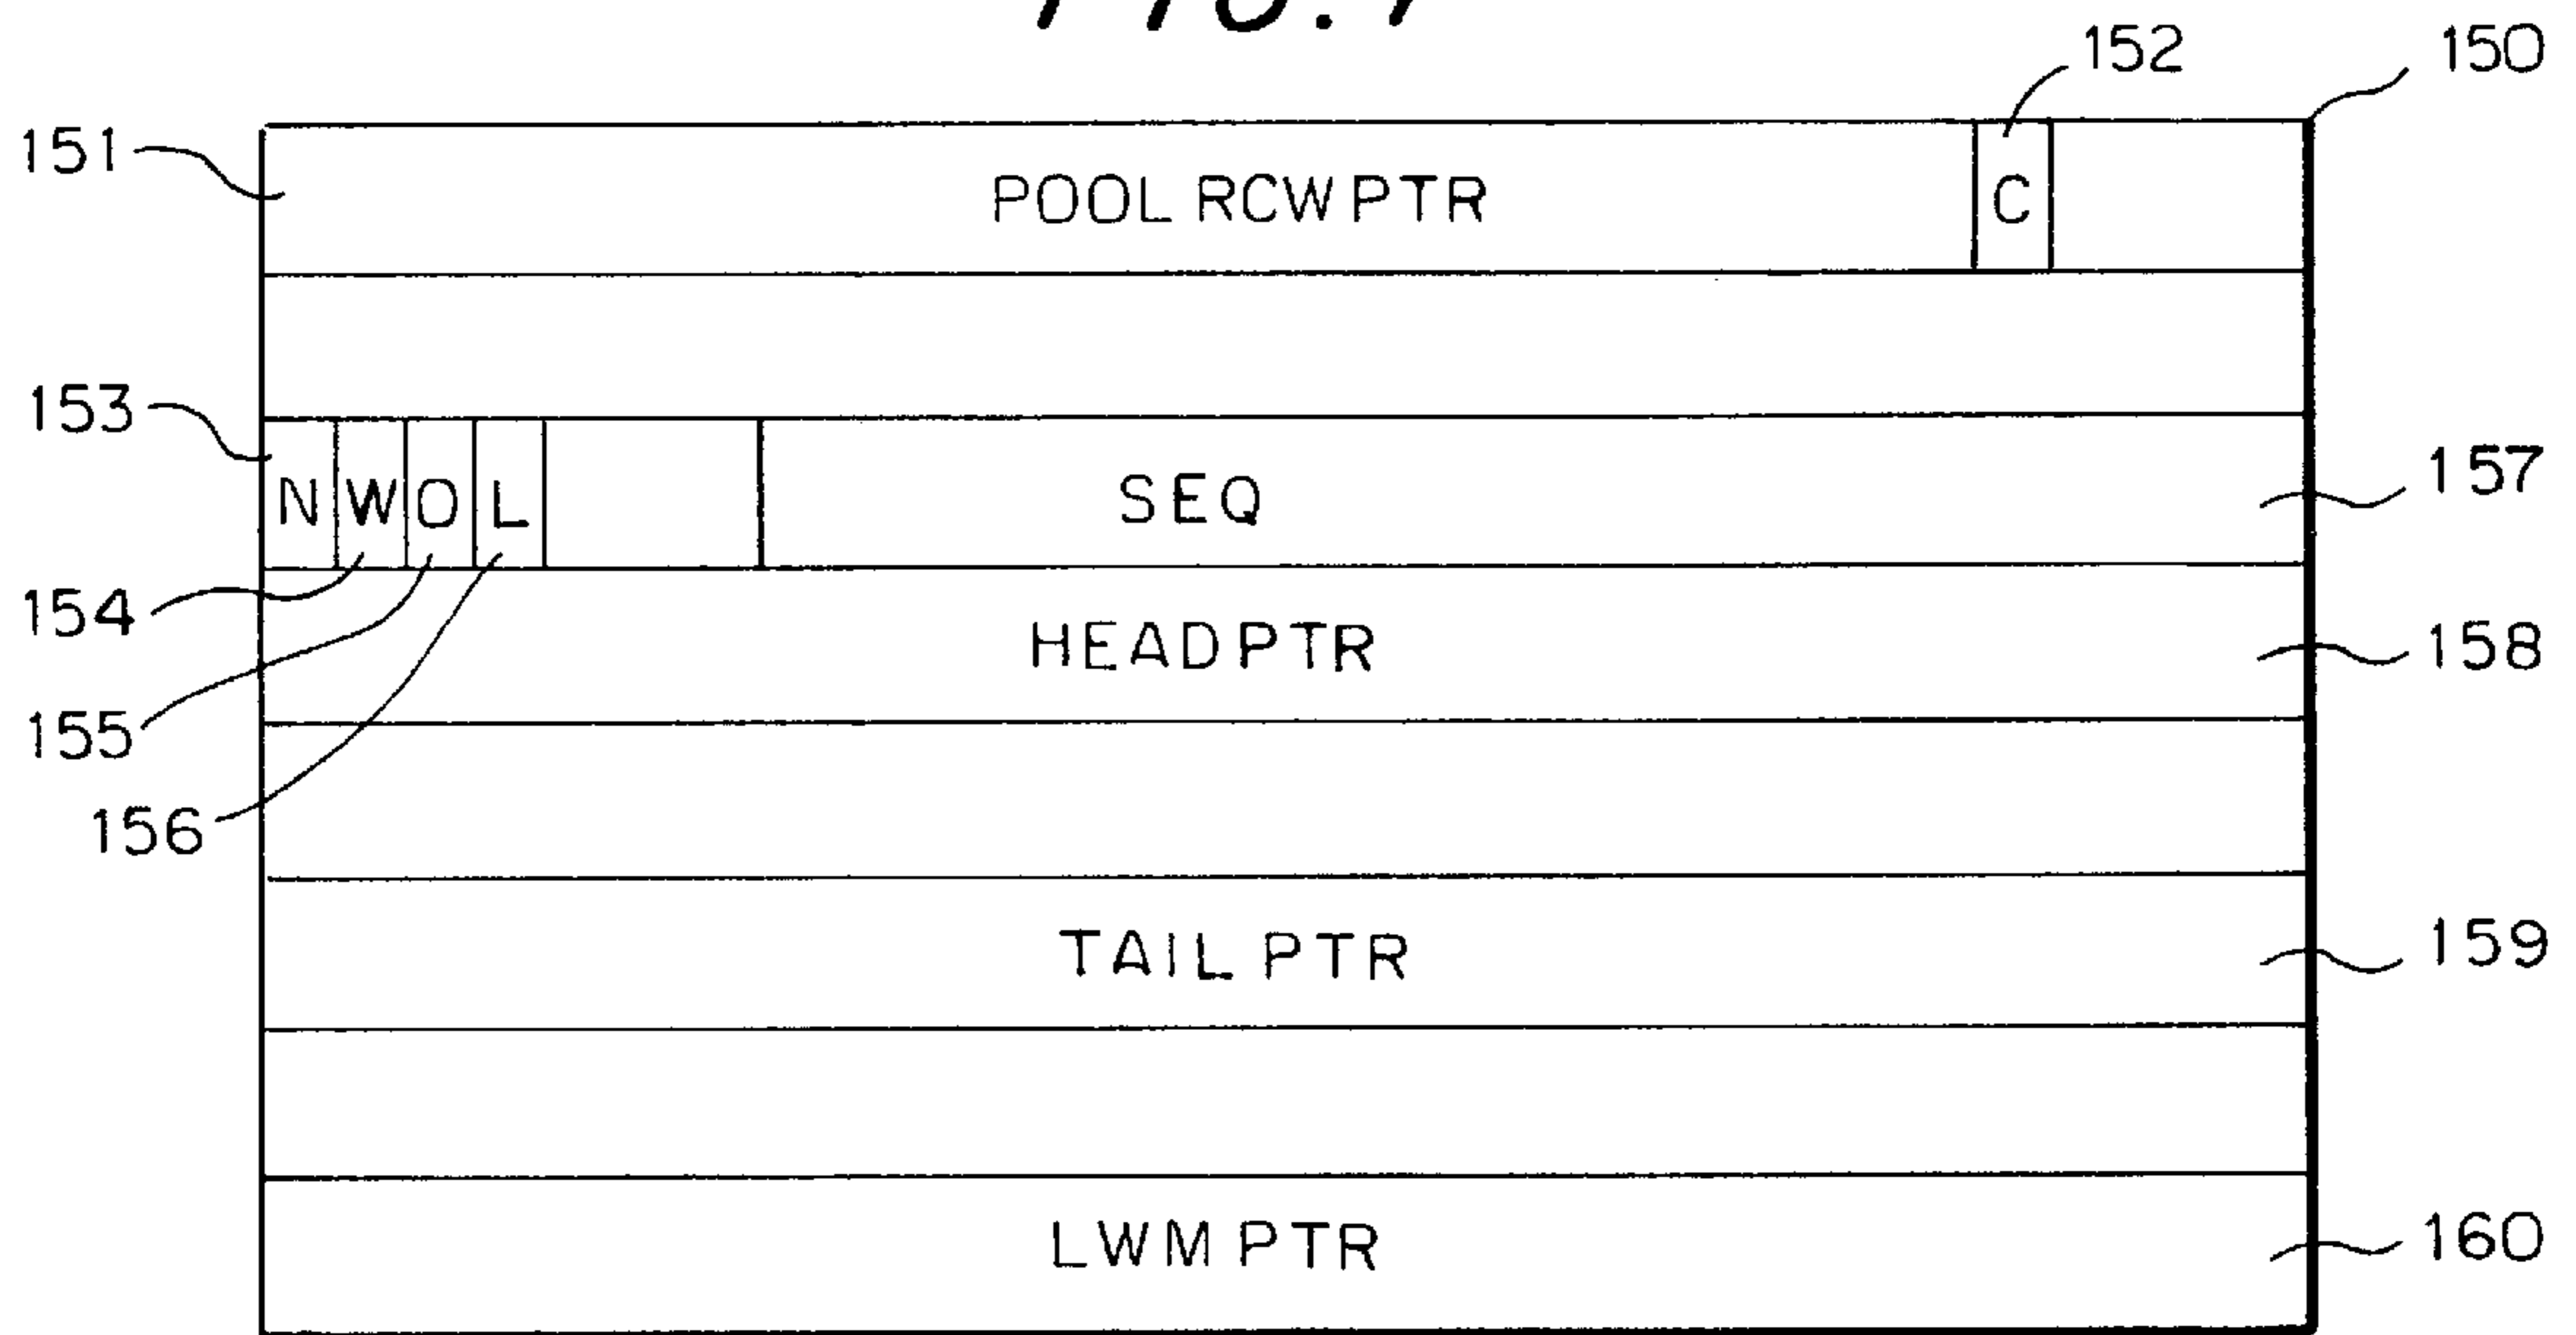 152 150
151 POOL RCW PTR C
153 N W O L SEQ 157
154 HEAD PTR 158
155
156
TAIL PTR 159
LWM PTR 160